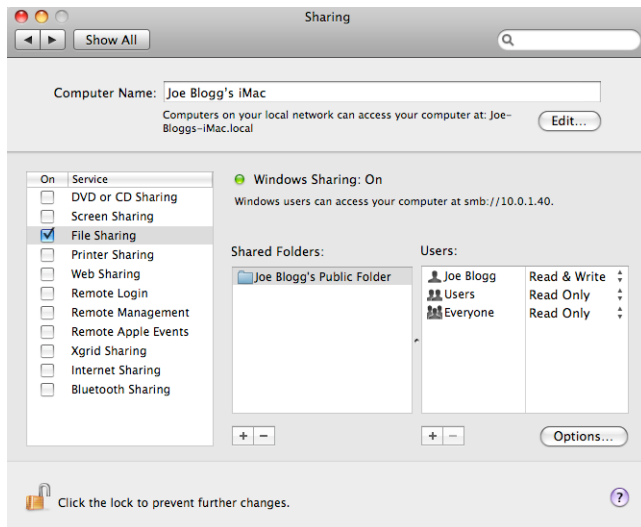 Sharing
Show All
Computer Name: Joe Blogg's iMac
Computers on your local network can access your computer at: Joe-
Bloggs-iMac.local
Edit...
On Service
DVD or CD Sharing
Screen Sharing
File Sharing
Printer Sharing
Web Sharing
Remote Login
Remote Management
Remote Apple Events
Xgrid Sharing
Internet Sharing
Bluetooth Sharing
Windows Sharing: On
Windows users can access your computer at smb://10.0.1.40.
Shared Folders:
Joe Blogg's Public Folder
Users:
Joe Blogg Read & Write
Users Read Only
Everyone Read Only
+ −
+ −
Options...
Click the lock to prevent further changes.
?